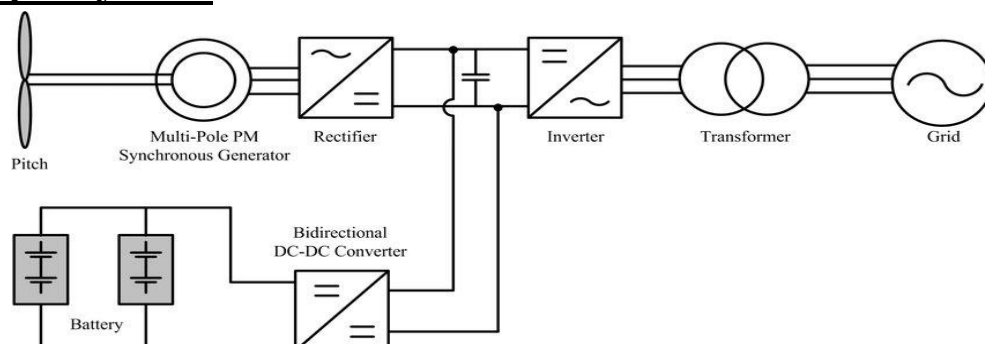 Multi-Pole PM
Synchronous Generator
Rectifier
Inverter
Transformer
Grid
Pitch
Bidirectional
DC-DC Converter
Battery